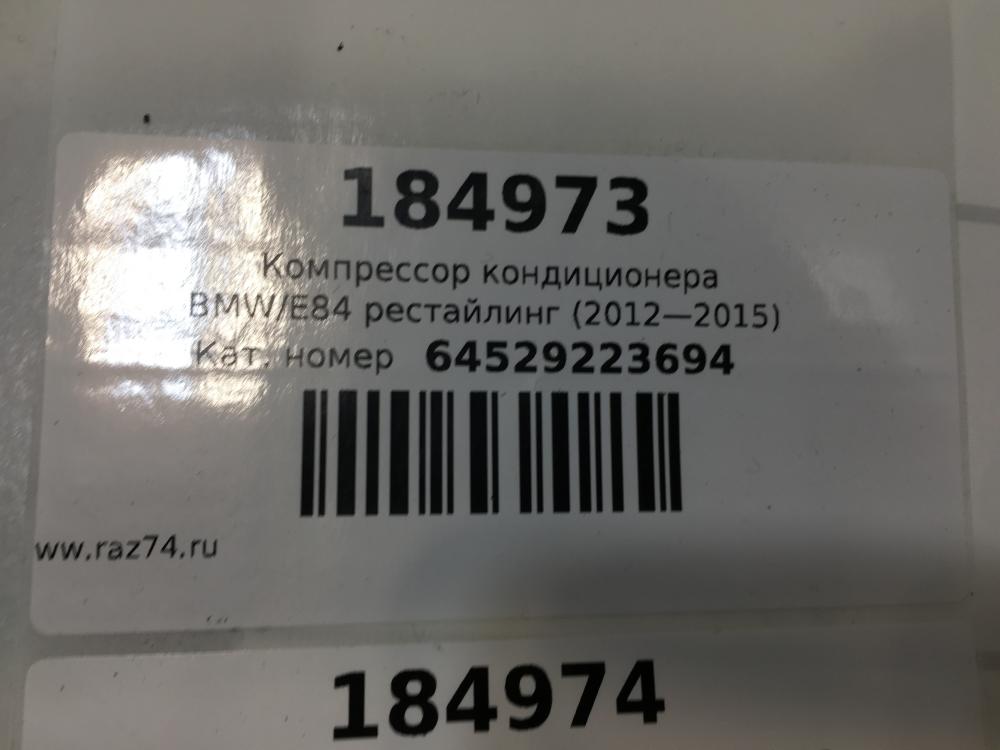 184973
Компрессор кондиционера
BMW/E84 рестайлинг (2012—2015)
Кат. номер 64529223694
ww.raz74.ru
184974